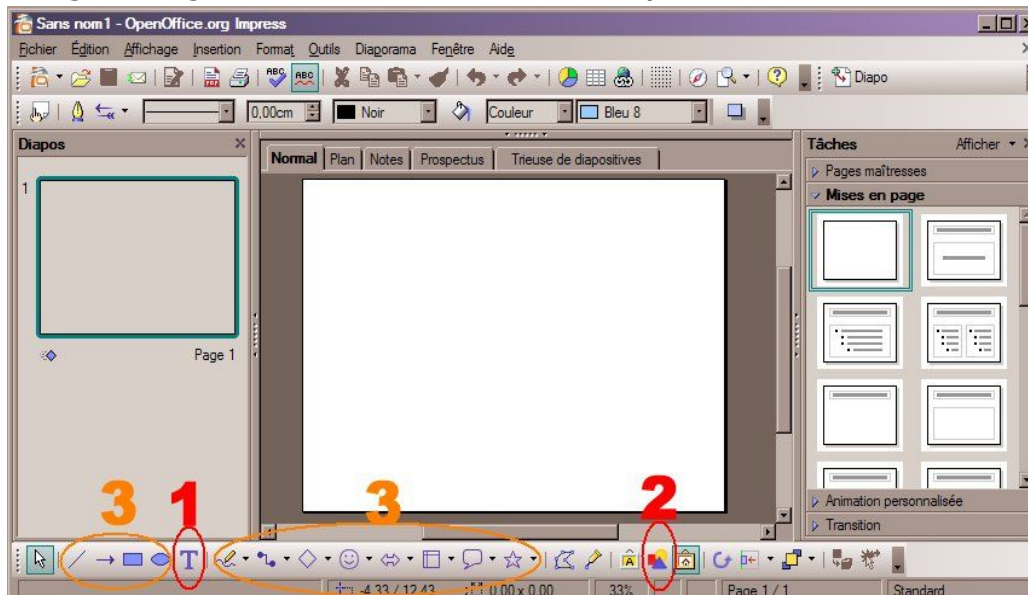 Sans nom1 - OpenOffice.org Impress
Fichier Édition Affichage Insertion Format Outils Diaporama Fenêtre Aide
ABC ABC Diapo
0,00cm Noir Couleur Bleu 8
Diapos
Normal Plan Notes Prospectus Trieuse de diapositives
Tâches Afficher
Pages maîtresses
Mises en page
1
Page 1
3 1 3 2
Animation personnalisée
Transition
T A
-4,33 / 12,43 0,00 x 0,00 33% Page 1 / 1 Standard